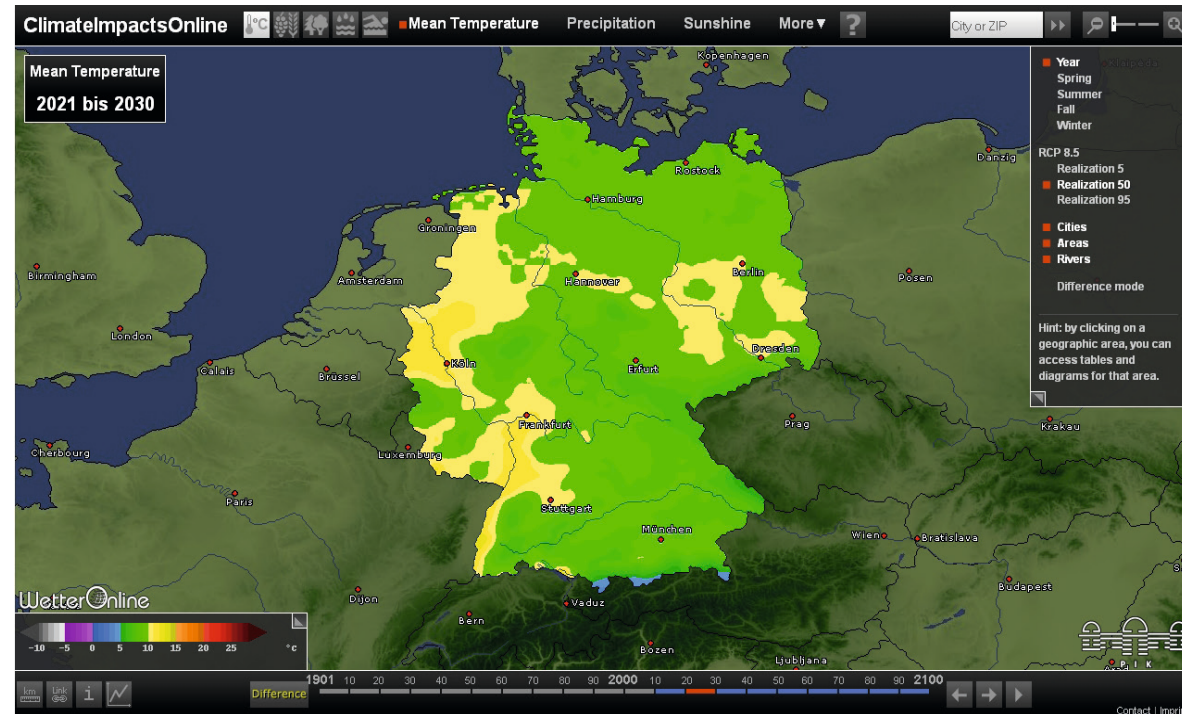 ClimateImpactsOnline
°C
Mean Temperature
Precipitation
Sunshine
More ▾
?
City or ZIP
Mean Temperature
2021 bis 2030
Year
Spring
Summer
Fall
Winter
RCP 8.5
Realization 5
Realization 50
Realization 95
Cities
Areas
Rivers
Difference mode
Hint: by clicking on a
geographic area, you can
access tables and
diagrams for that area.
Kopenhagen
Danzig
Rostock
Hamburg
Groningen
Birmingham
Amsterdam
Hannover
Berlin
Posen
London
Calais
Brüssel
Köln
Erfurt
Dresden
Frankfurt
Prag
Krakau
Cherbourg
Luxemburg
Paris
Stuttgart
München
Wien
Bratislava
Budapest
Dijon
Vaduz
Bern
Bozen
Ljubljana
Arad
WetterOnline
-10 -5 0 5 10 15 20 25 °C
PIK
km
Link
i
Difference
1901 10 20 30 40 50 60 70 80 90 2000 10 20 30 40 50 60 70 80 90 2100
Contact | Imprin